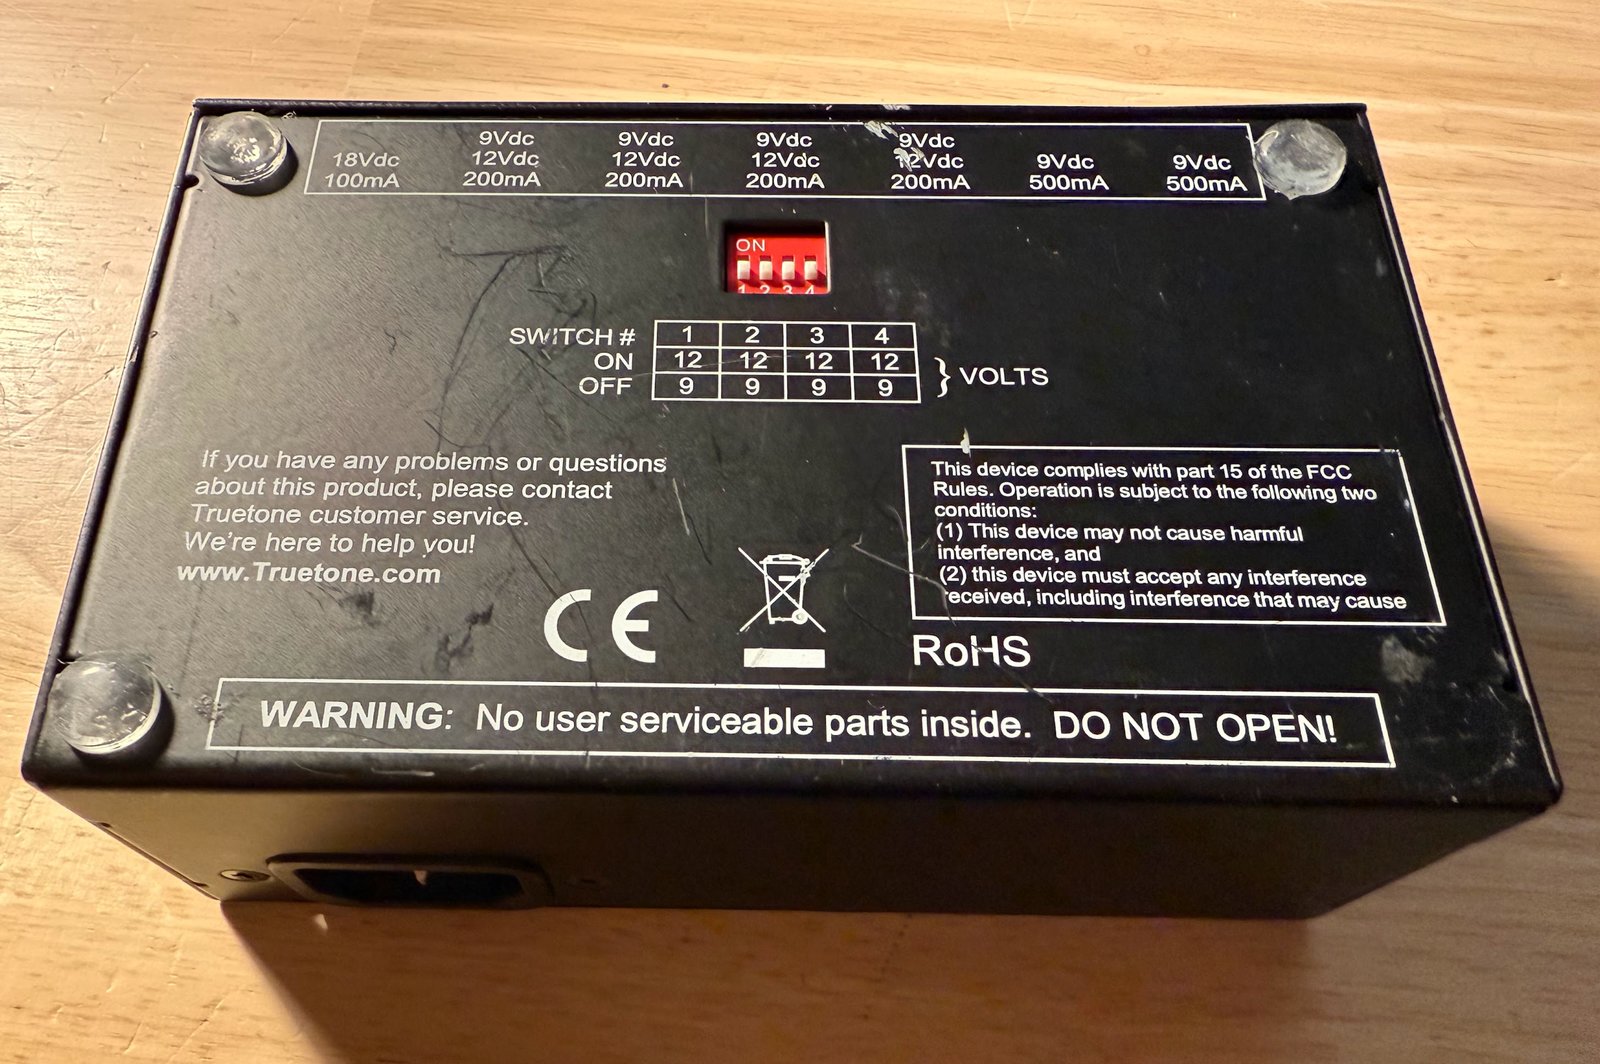 18Vdc
100mA
9Vdc
12Vdc
200mA
9Vdc
12Vdc
200mA
9Vdc
12Vdc
200mA
9Vdc
12Vdc
200mA
9Vdc
500mA
9Vdc
500mA
ON
1 2 3 4
SWITCH # 1 2 3 4
ON 12 12 12 12
OFF 9 9 9 9
} VOLTS
If you have any problems or questions
about this product, please contact
Truetone customer service.
We're here to help you!
www.Truetone.com
This device complies with part 15 of the FCC
Rules. Operation is subject to the following two
conditions:
(1) This device may not cause harmful
interference, and
(2) this device must accept any interference
received, including interference that may cause
CE
RoHS
WARNING: No user serviceable parts inside. DO NOT OPEN!